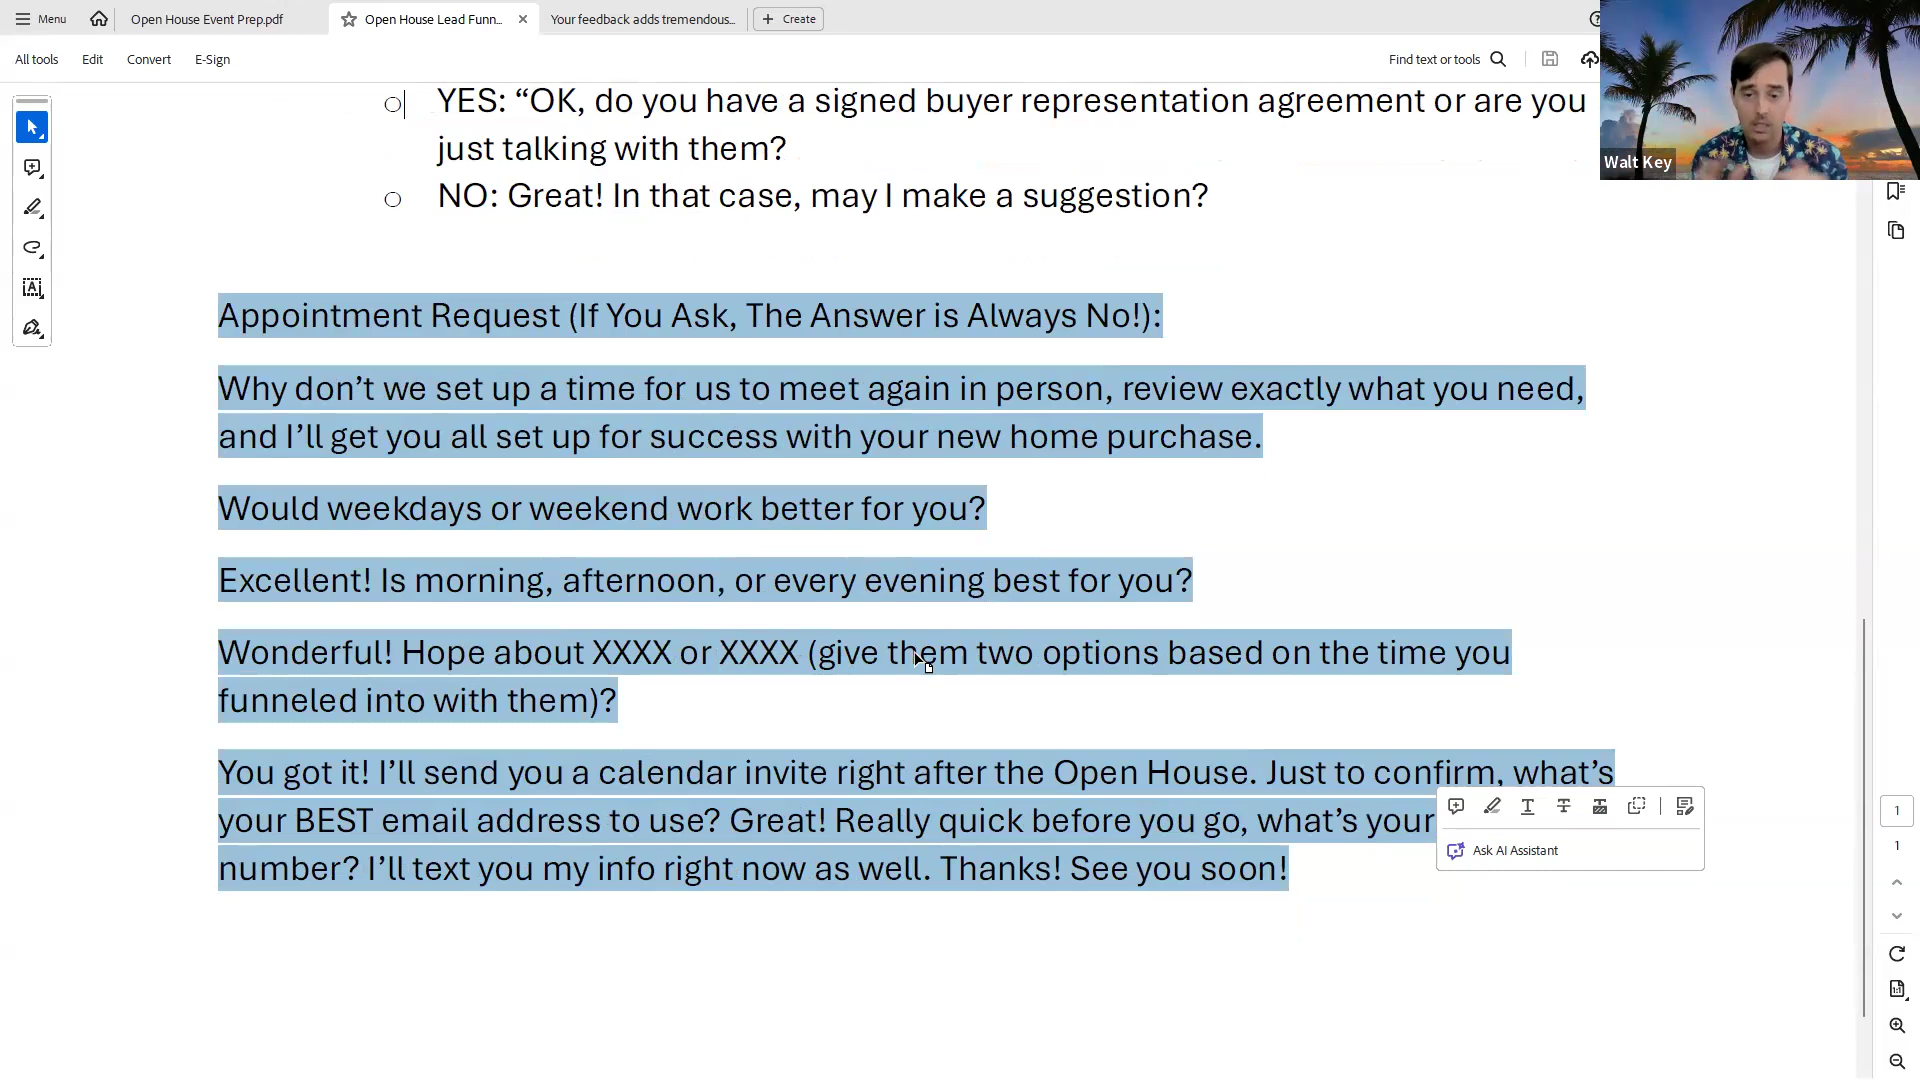 Menu
Open House Event Prep.pdf
Open House Lead Funn...
Your feedback adds tremendous...
Create
All tools
Edit
Convert
E-Sign
Find text or tools
Walt Key
YES: “OK, do you have a signed buyer representation agreement or are you
just talking with them?
NO: Great! In that case, may I make a suggestion?
Appointment Request (If You Ask, The Answer is Always No!):
Why don’t we set up a time for us to meet again in person, review exactly what you need,
and I’ll get you all set up for success with your new home purchase.
Would weekdays or weekend work better for you?
Excellent! Is morning, afternoon, or every evening best for you?
Wonderful! Hope about XXXX or XXXX (give them two options based on the time you
funneled into with them)?
You got it! I’ll send you a calendar invite right after the Open House. Just to confirm, what’s
your BEST email address to use? Great! Really quick before you go, what’s your
number? I’ll text you my info right now as well. Thanks! See you soon!
Ask AI Assistant
1
1